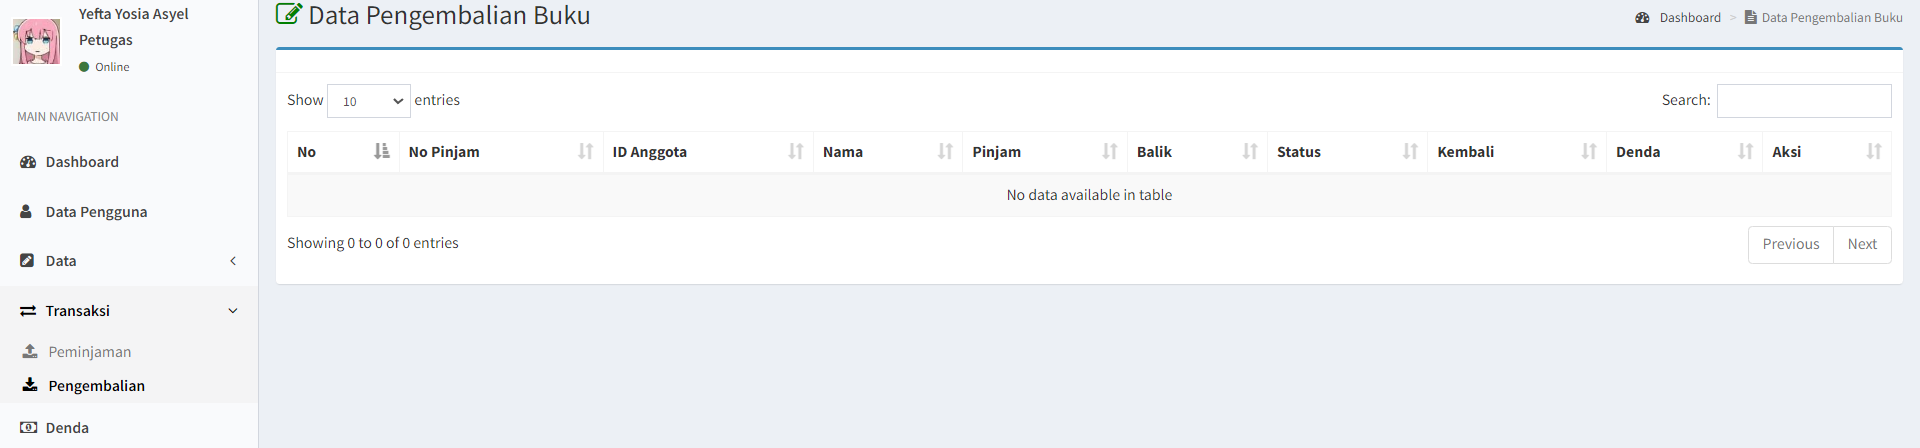 Yefta Yosia Asyel
Petugas
Online
MAIN NAVIGATION
Dashboard
Data Pengguna
Data
Transaksi
Peminjaman
Pengembalian
Denda
Data Pengembalian Buku
Dashboard > Data Pengembalian Buku
Show 10 entries
Search:
No No Pinjam ID Anggota Nama Pinjam Balik Status Kembali Denda Aksi
No data available in table
Showing 0 to 0 of 0 entries
Previous Next